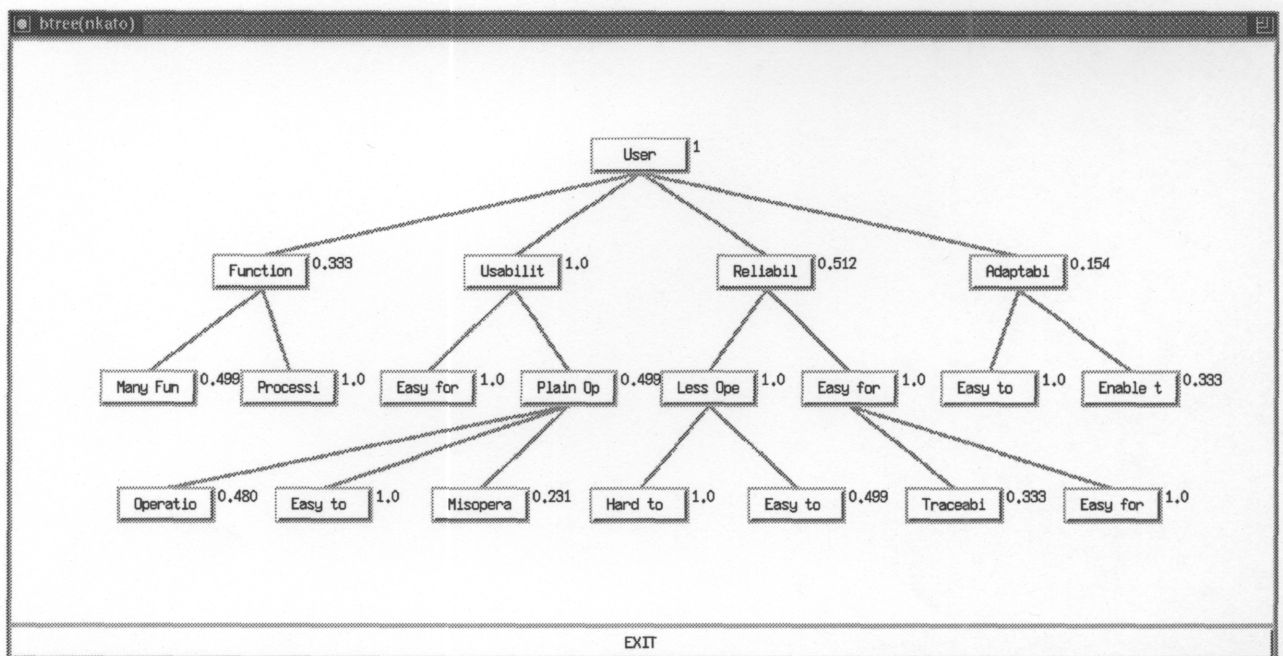 btree(nkato)
User 1
Function 0.333 Usabilit 1.0 Reliabil 0.512 Adaptabi 0.154
Many Fun 0.499 Processi 1.0 Easy for 1.0 Plain Op 0.499 Less Ope 1.0 Easy for 1.0 Easy to 1.0 Enable t 0.333
Operatio 0.480 Easy to 1.0 Misopera 0.231 Hard to 1.0 Easy to 0.499 Traceabi 0.333 Easy for 1.0
EXIT